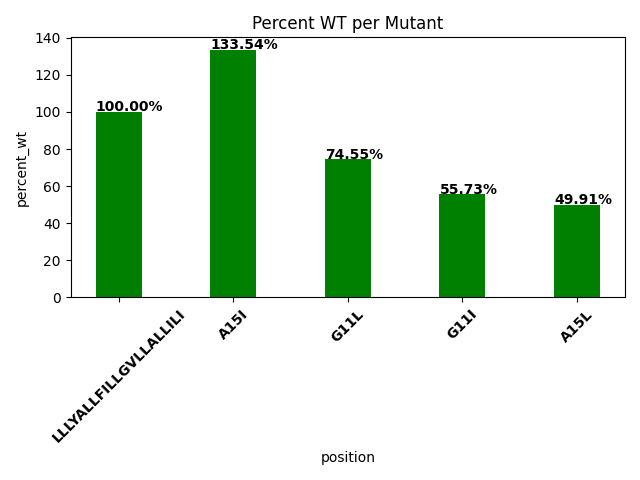 Percent WT per Mutant
percent_wt
140
120
100
80
60
40
20
0
100.00%
133.54%
74.55%
55.73%
49.91%
LLLYALLFILLGVLLALLILI
A15I
G11L
G11I
A15L
position